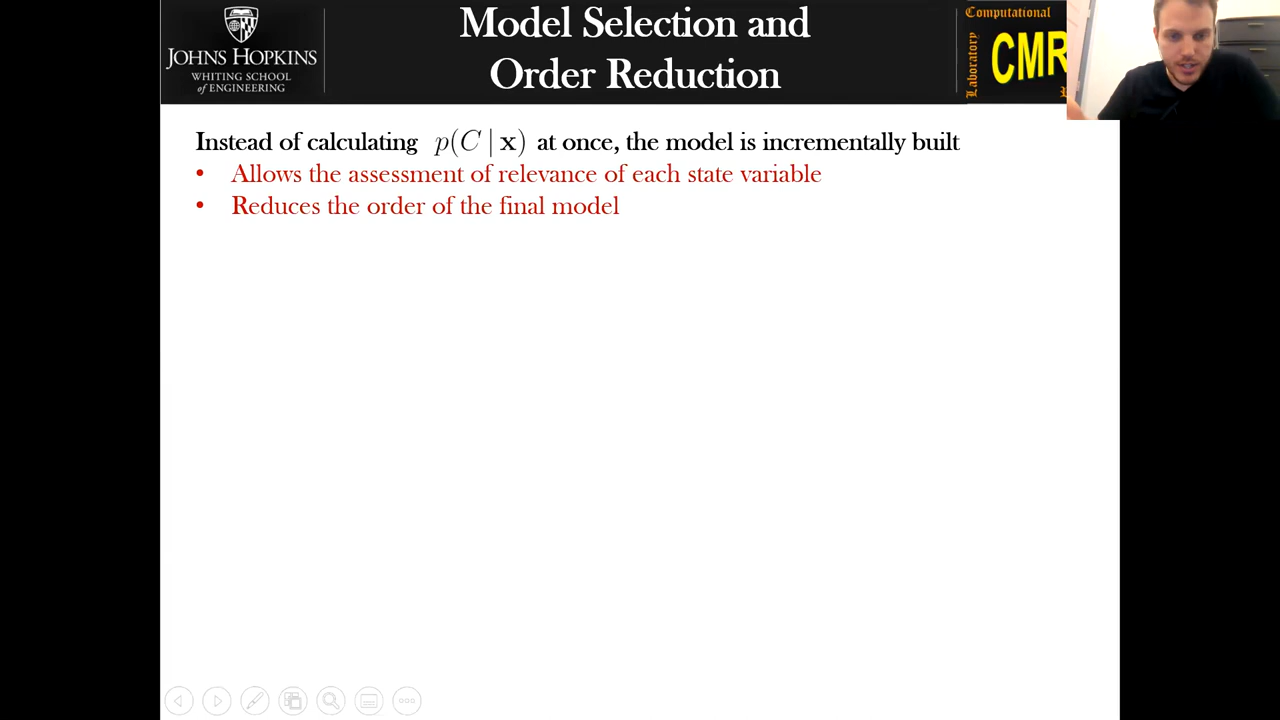 Model Selection and
Order Reduction
JOHNS HOPKINS
WHITING SCHOOL
of ENGINEERING
Computational
Laboratory
CMR
Instead of calculating p(C | x) at once, the model is incrementally built
• Allows the assessment of relevance of each state variable
• Reduces the order of the final model